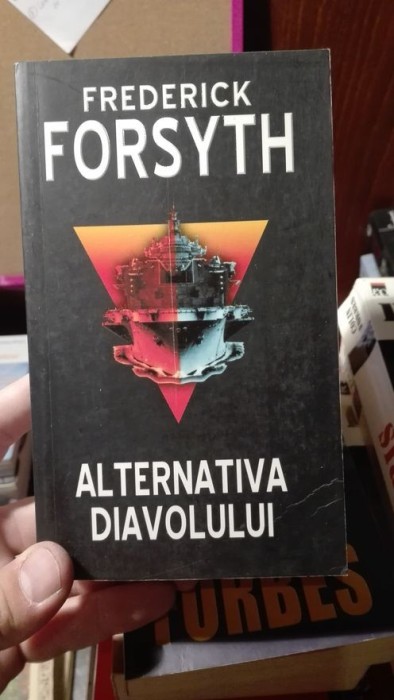 FREDERICK
FORSYTH
ALTERNATIVA
DIAVOLULUI
FORBES